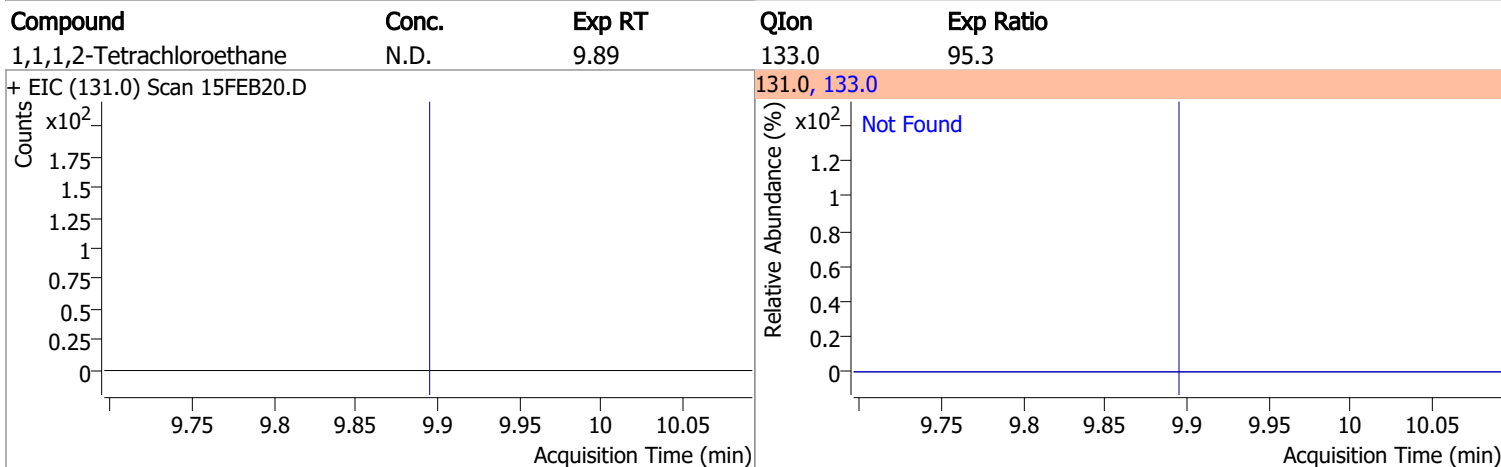 Compound Conc. Exp RT QIon Exp Ratio
1,1,1,2-Tetrachloroethane N.D. 9.89 133.0 95.3
+ EIC (131.0) Scan 15FEB20.D
Counts
x10²
1.75
1.5
1.25
1
0.75
0.5
0.25
0
9.75 9.8 9.85 9.9 9.95 10 10.05
Acquisition Time (min)
131.0, 133.0
Relative Abundance (%)
x10²
Not Found
1.2
1
0.8
0.6
0.4
0.2
0
9.75 9.8 9.85 9.9 9.95 10 10.05
Acquisition Time (min)